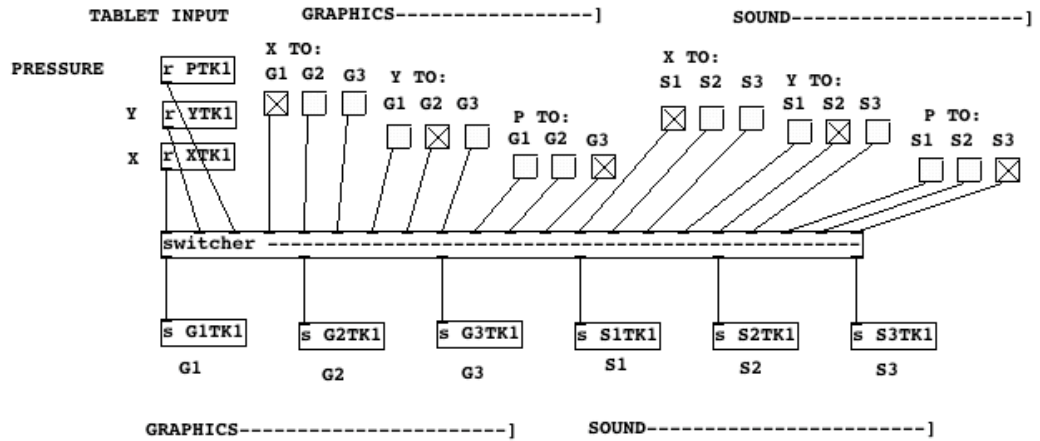 TABLET INPUT GRAPHICS-----------------] SOUND--------------------]
X TO: X TO:
PRESSURE r PTK1 G1 G2 G3 Y TO: S1 S2 S3 Y TO:
Y r YTK1 G1 G2 G3 P TO: S1 S2 S3 P TO:
X r XTK1 G1 G2 G3 S1 S2 S3
switcher ---------------------------------------------------
s G1TK1 s G2TK1 s G3TK1 s S1TK1 s S2TK1 s S3TK1
G1 G2 G3 S1 S2 S3
GRAPHICS-----------------------] SOUND------------------------]